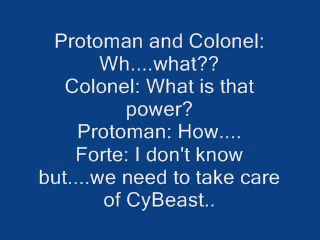 Protoman and Colonel:
Wh....what??
Colonel: What is that
power?
Protoman: How....
Forte: I don't know
but....we need to take care
of CyBeast..